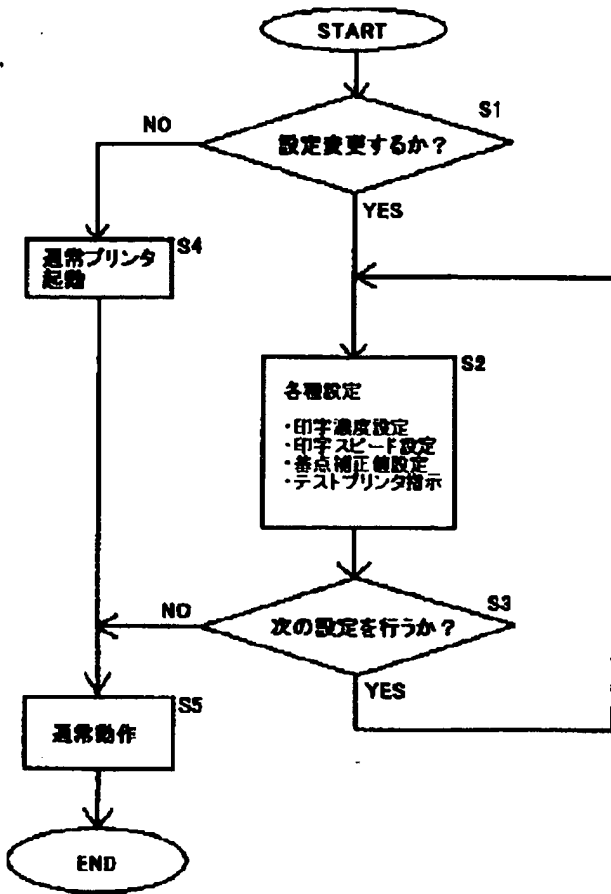 START
S1
設定変更するか？
NO
YES
S4
通常プリンタ
起動
S2
各種設定
・印字濃度設定
・印字スピード設定
・基点補正値設定
・テストプリンタ指示
S3
次の設定を行うか？
NO
YES
S5
通常動作
END